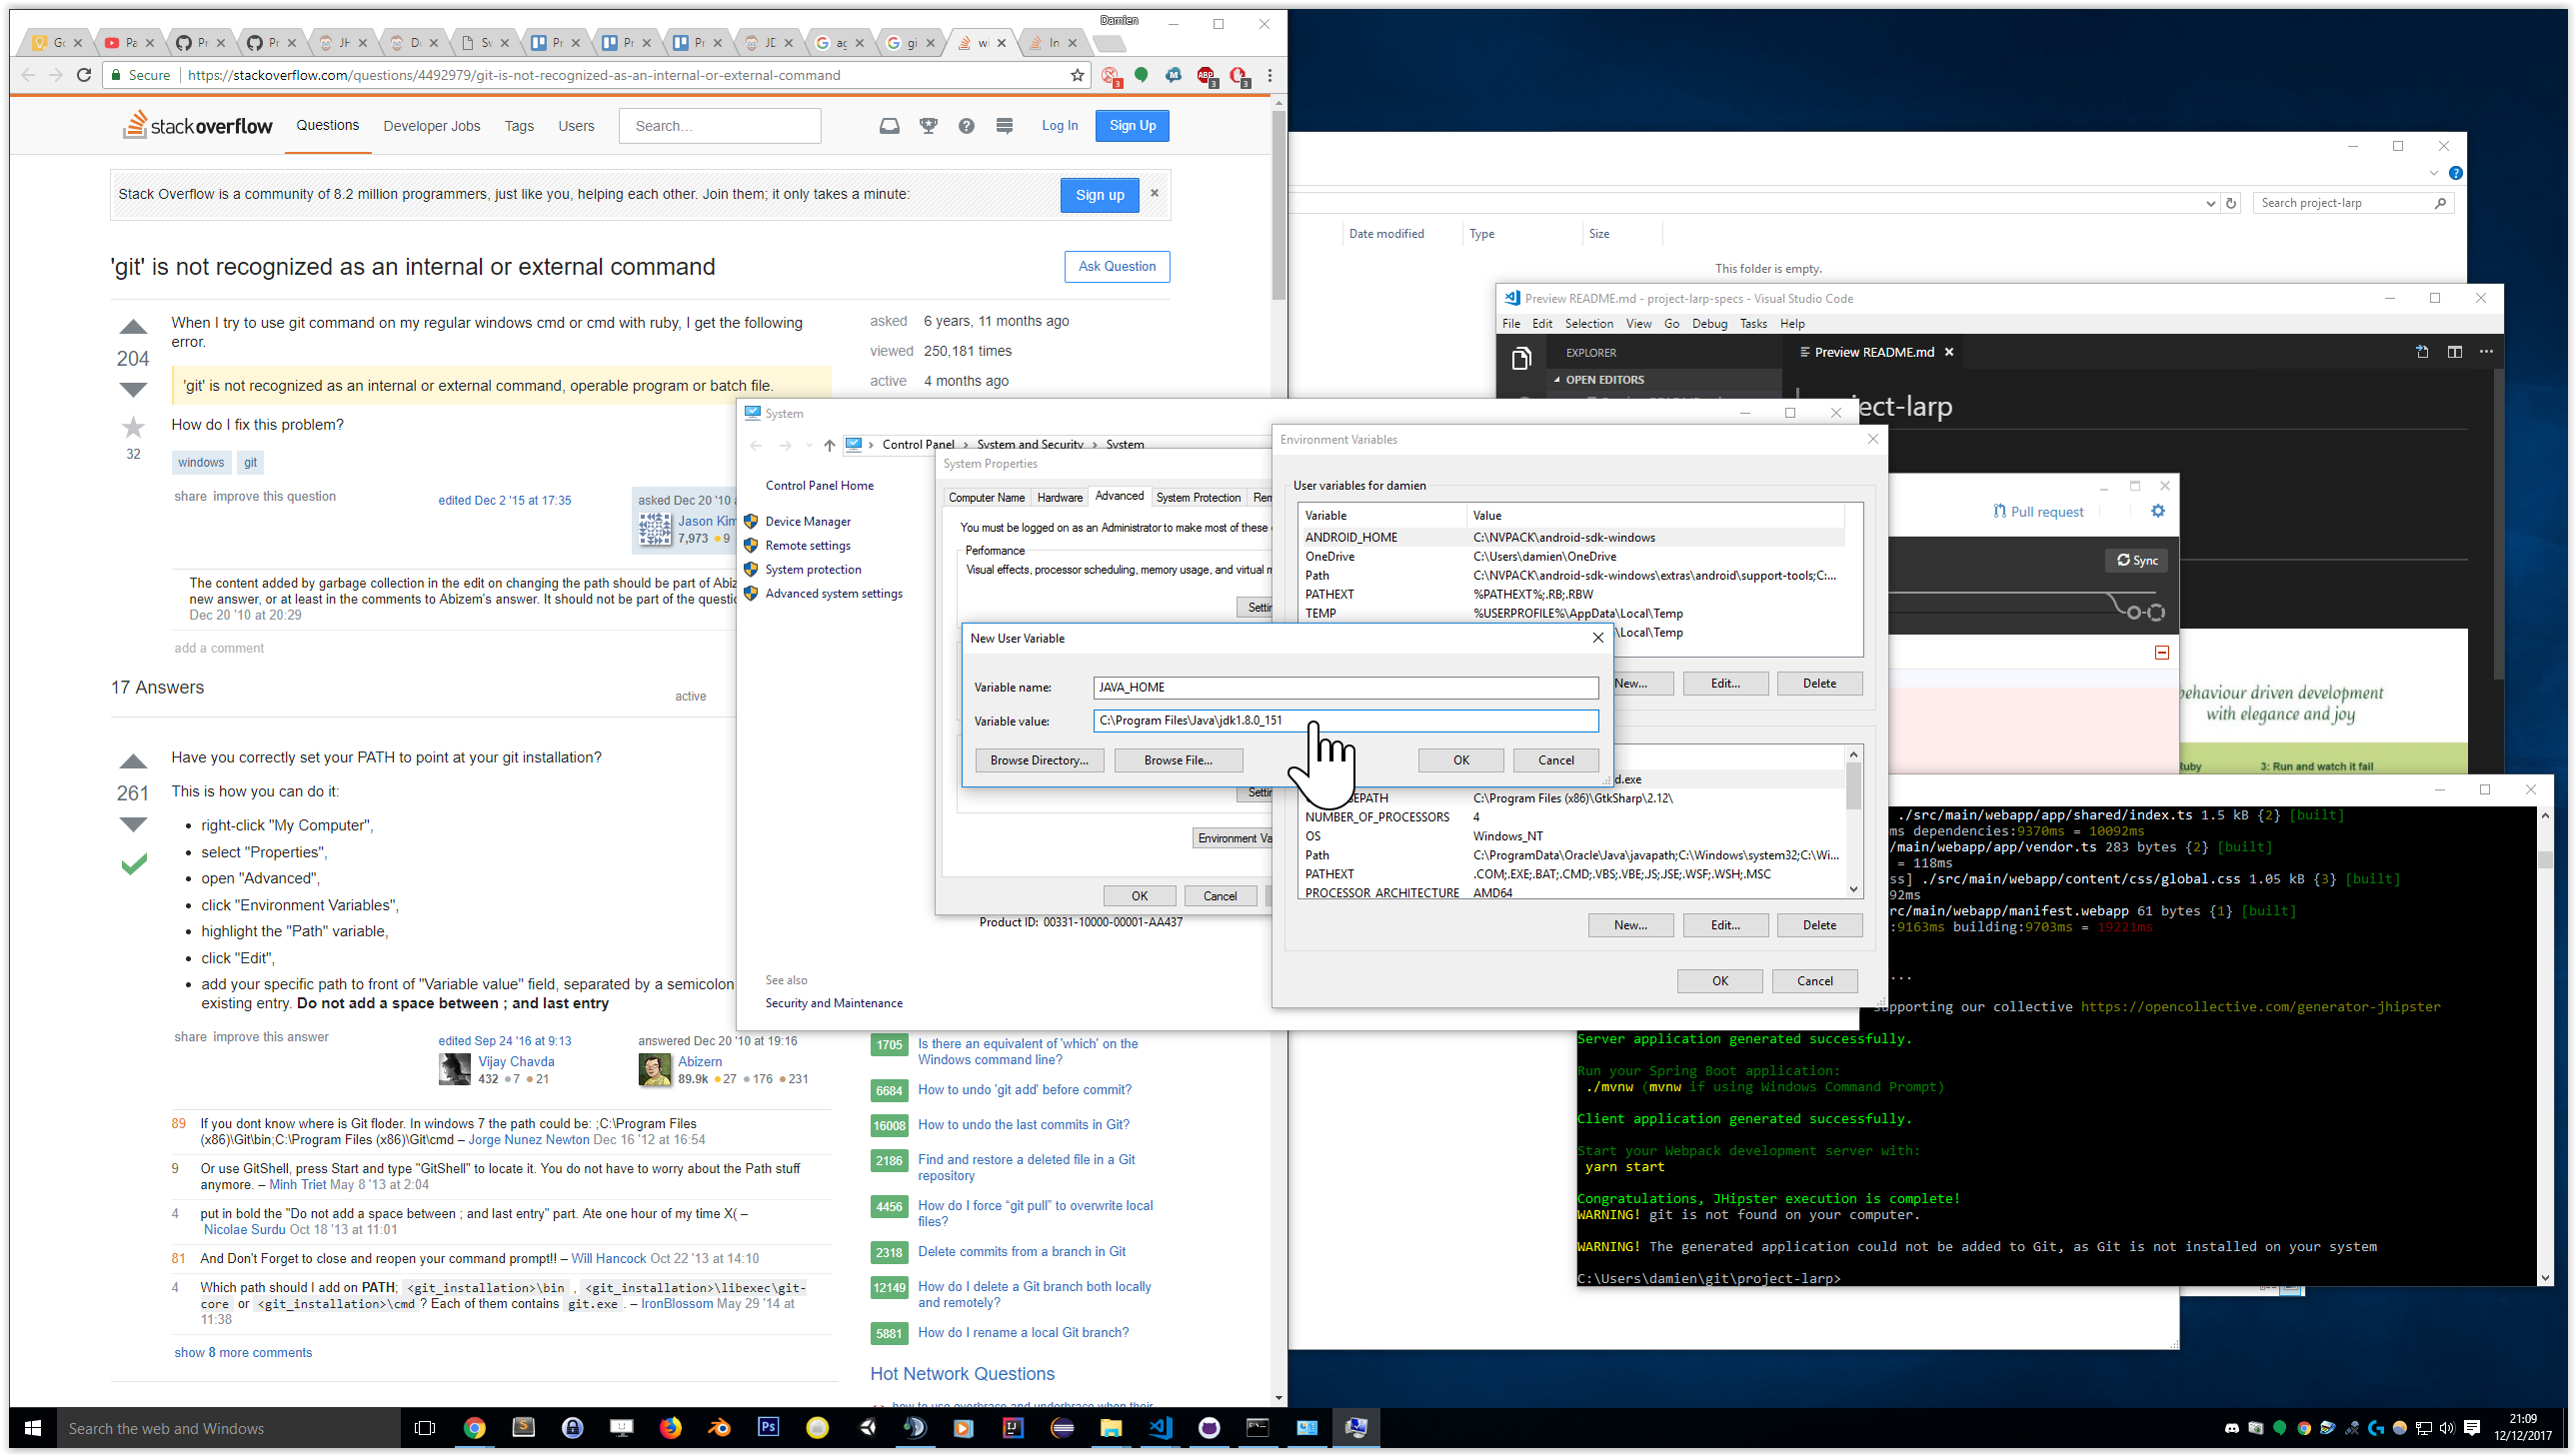 Damien
Secure
https://stackoverflow.com/questions/4492979/git-is-not-recognized-as-an-internal-or-external-command
stackoverflow
Questions
Developer Jobs
Tags
Users
Search...
Log In
Sign Up
Stack Overflow is a community of 8.2 million programmers, just like you, helping each other. Join them; it only takes a minute:
Sign up
'git' is not recognized as an internal or external command
Ask Question
204
32
When I try to use git command on my regular windows cmd or cmd with ruby, I get the following
error.
'git' is not recognized as an internal or external command, operable program or batch file.
How do I fix this problem?
windows git
share improve this question
edited Dec 2 '15 at 17:35
asked Dec 20 '10
Jason Kim
7,973 9
asked 6 years, 11 months ago
viewed 250,181 times
active 4 months ago
The content added by garbage collection in the edit on changing the path should be part of
new answer, or at least in the comments to Abizem's answer. It should not be part of the
Dec 20 '10 at 20:29
add a comment
17 Answers
active
261
Have you correctly set your PATH to point at your git installation?
This is how you can do it:
right-click "My Computer",
select "Properties",
open "Advanced",
click "Environment Variables",
highlight the "Path" variable,
click "Edit",
add your specific path to front of "Variable value" field, separated by a semicolon
existing entry. Do not add a space between ; and last entry
share improve this answer
edited Sep 24 '16 at 9:13
Vijay Chavda
432 7 21
answered Dec 20 '10 at 19:16
Abizern
89.9k 27 176 231
89 If you dont know where is Git floder. In windows 7 the path could be: ;C:\Program Files
(x86)\Git\bin;C:\Program Files (x86)\Git\cmd – Jorge Nunez Newton Dec 16 '12 at 16:54
9 Or use GitShell, press Start and type "GitShell" to locate it. You do not have to worry about the Path stuff
anymore. – Minh Triet May 8 '13 at 2:04
4 put in bold the "Do not add a space between ; and last entry" part. Ate one hour of my time X( –
Nicolae Surdu Oct 18 '13 at 11:01
81 And Don't Forget to close and reopen your command prompt!! – Will Hancock Oct 22 '13 at 14:10
4 Which path should I add on PATH; <git_installation>\bin , <git_installation>\libexec\git-
core or <git_installation>\cmd ? Each of them contains git.exe . – IronBlossom May 29 '14 at
11:38
show 8 more comments
1705 Is there an equivalent of 'which' on the
Windows command line?
6684 How to undo 'git add' before commit?
16008 How to undo the last commits in Git?
2186 Find and restore a deleted file in a Git
repository
4456 How do I force “git pull” to overwrite local
files?
2318 Delete commits from a branch in Git
12149 How do I delete a Git branch both locally
and remotely?
5881 How do I rename a local Git branch?
Hot Network Questions
System
Control Panel > System and Security > System
Control Panel Home
Device Manager
Remote settings
System protection
Advanced system settings
Product ID: 00331-10000-00001-AA437
See also
Security and Maintenance
System Properties
Computer Name Hardware Advanced System Protection
You must be logged on as an Administrator to make most of these
Performance
Visual effects, processor scheduling, memory usage, and virtual
OK Cancel
Environment Variables
User variables for damien
Variable Value
ANDROID_HOME C:\NVPACK\android-sdk-windows
OneDrive C:\Users\damien\OneDrive
Path C:\NVPACK\android-sdk-windows\extras\android\support-tools;C:...
PATHEXT %PATHEXT%;.RB;.RBW
TEMP %USERPROFILE%\AppData\Local\Temp
\Local\Temp
New... Edit... Delete
New User Variable
Variable name: JAVA_HOME
Variable value: C:\Program Files\Java\jdk1.8.0_151
Browse Directory... Browse File... OK Cancel
d.exe
C:\Program Files (x86)\GtkSharp\2.12\
NUMBER_OF_PROCESSORS 4
OS Windows_NT
Path C:\ProgramData\Oracle\Java\javapath;C:\Windows\system32;C:\Wi...
PATHEXT .COM;.EXE;.BAT;.CMD;.VBS;.VBE;.JS;.JSE;.WSF;.WSH;.MSC
PROCESSOR_ARCHITECTURE AMD64
New... Edit... Delete
OK Cancel
Search project-larp
Date modified Type Size
This folder is empty.
Preview README.md - project-larp-specs - Visual Studio Code
File Edit Selection View Go Debug Tasks Help
EXPLORER
OPEN EDITORS
Preview README.md
ject-larp
Pull request
Sync
behaviour driven development
with elegance and joy
Ruby 3: Run and watch it fail
./src/main/webapp/app/shared/index.ts 1.5 kB {2} [built]
ms dependencies:9370ms = 10092ms
/main/webapp/app/vendor.ts 283 bytes {2} [built]
= 118ms
ss] ./src/main/webapp/content/css/global.css 1.05 kB {3} [built]
92ms
rc/main/webapp/manifest.webapp 61 bytes {1} [built]
:9163ms building:9703ms = 19221ms
...
supporting our collective https://opencollective.com/generator-jhipster
Server application generated successfully.
Run your Spring Boot application:
./mvnw (mvnw if using Windows Command Prompt)
Client application generated successfully.
Start your Webpack development server with:
yarn start
Congratulations, JHipster execution is complete!
WARNING! git is not found on your computer.
WARNING! The generated application could not be added to Git, as Git is not installed on your system
C:\Users\damien\git\project-larp>
Search the web and Windows
21:09
12/12/2017